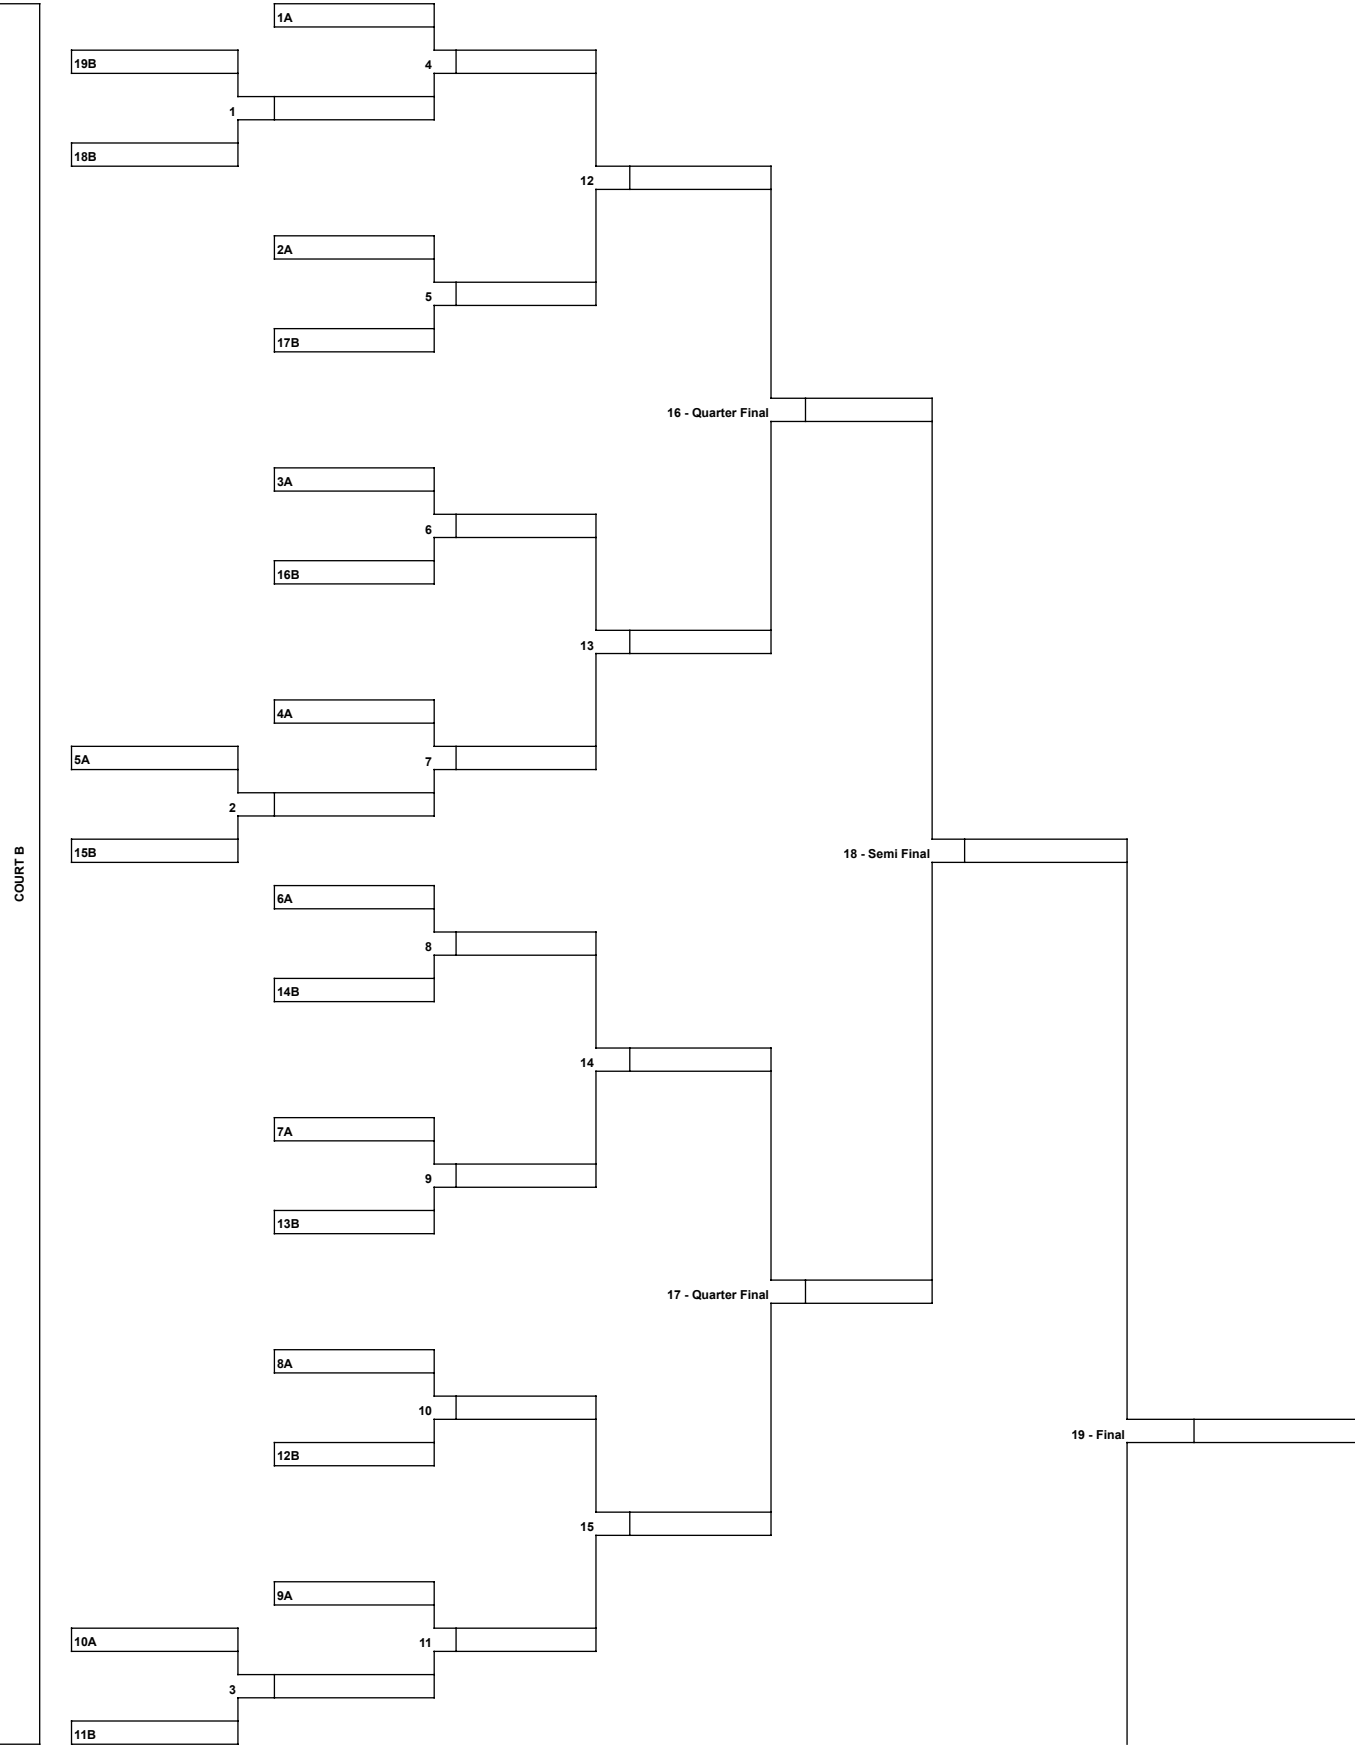 1A
19B
4
1
18B
12
2A
5
17B
16 - Quarter Final
3A
6
16B
13
4A
5A
7
2
15B
18 - Semi Final
COURT B
6A
8
14B
14
7A
9
13B
17 - Quarter Final
8A
10
19 - Final
12B
15
9A
10A
11
3
11B